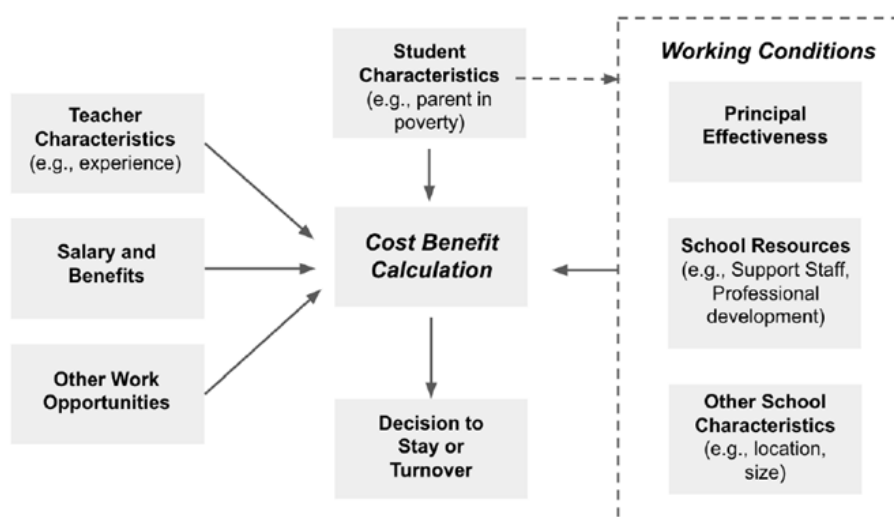 Student
Characteristics
(e.g., parent in
poverty)
Working Conditions
Teacher
Characteristics
(e.g., experience)
Principal
Effectiveness
Salary and
Benefits
Cost Benefit
Calculation
School Resources
(e.g., Support Staff,
Professional
development)
Other Work
Opportunities
Decision to
Stay or
Turnover
Other School
Characteristics
(e.g., location,
size)